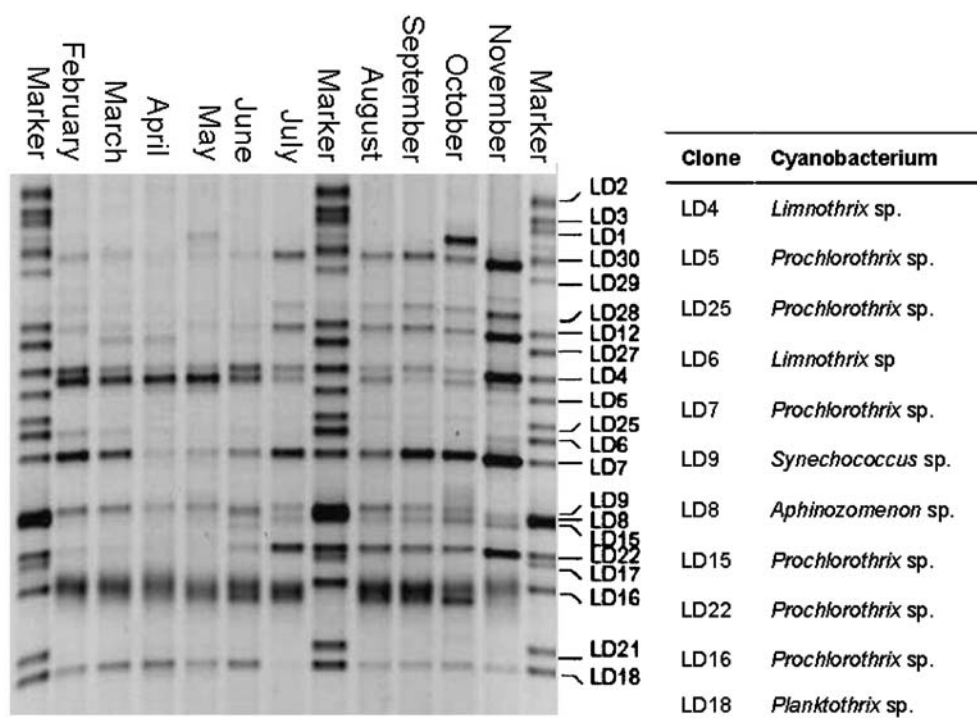 Marker
February
March
April
May
June
July
Marker
August
September
October
November
Marker
LD2
LD3
LD1
LD30
LD29
LD28
LD12
LD27
LD4
LD5
LD25
LD6
LD7
LD9
LD8
LD15
LD22
LD17
LD16
LD21
LD18
Clone Cyanobacterium
LD4 Limnothrix sp.
LD5 Prochlorothrix sp.
LD25 Prochlorothrix sp.
LD6 Limnothrix sp
LD7 Prochlorothrix sp.
LD9 Synechococcus sp.
LD8 Aphinozomenon sp.
LD15 Prochlorothrix sp.
LD22 Prochlorothrix sp.
LD16 Prochlorothrix sp.
LD18 Planktothrix sp.